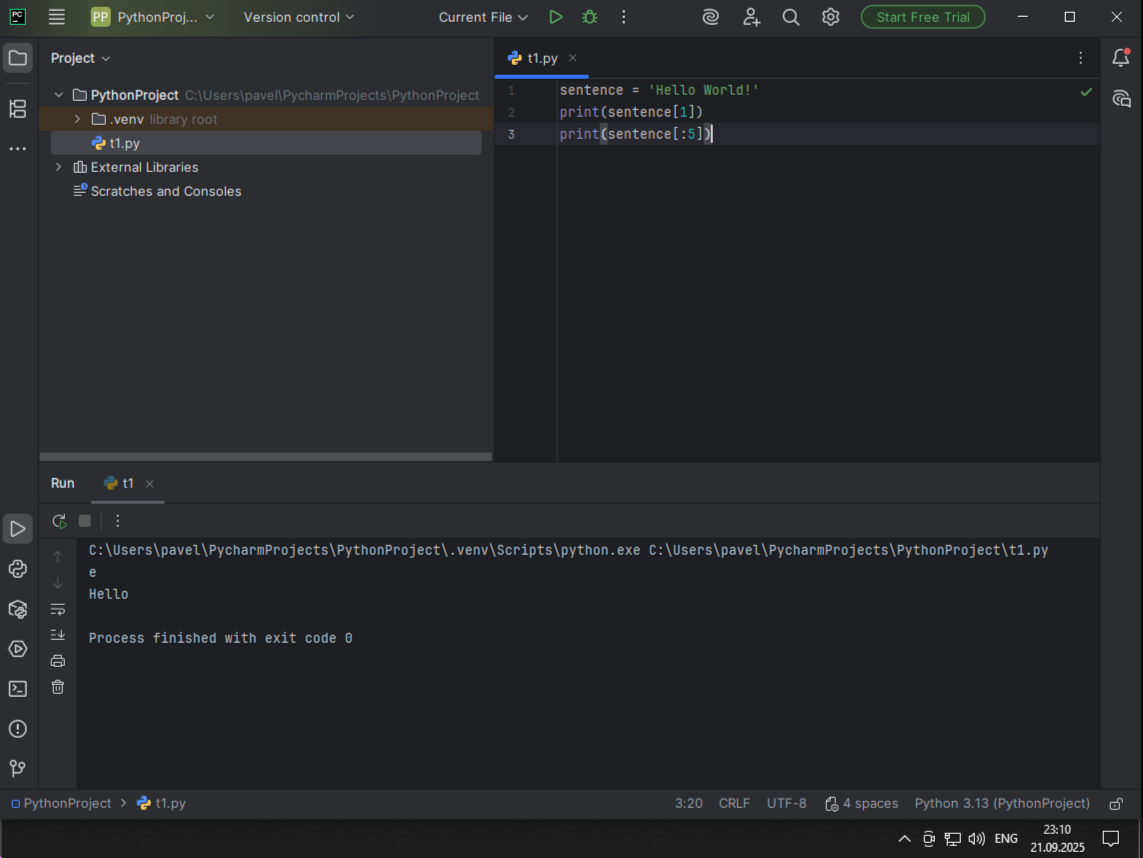 PC
PP PythonProj... Version control Current File Start Free Trial
Project
PythonProject C:\Users\pavel\PycharmProjects\PythonProject
.venv library root
t1.py
External Libraries
Scratches and Consoles
t1.py
1 sentence = 'Hello World!'
2 print(sentence[1])
3 print(sentence[:5])
Run t1
C:\Users\pavel\PycharmProjects\PythonProject\.venv\Scripts\python.exe C:\Users\pavel\PycharmProjects\PythonProject\t1.py
e
Hello
Process finished with exit code 0
PythonProject t1.py 3:20 CRLF UTF-8 4 spaces Python 3.13 (PythonProject)
ENG
23:10
21.09.2025